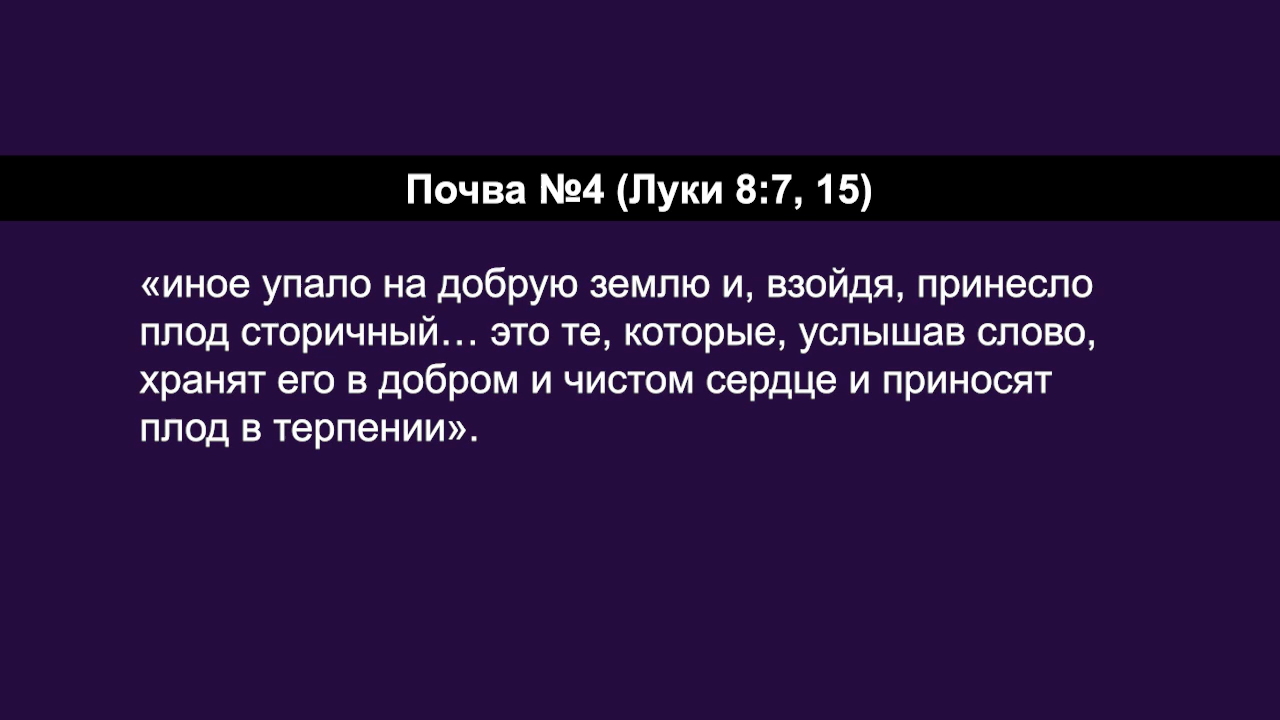 Почва №4 (Луки 8:7, 15)
«иное упало на добрую землю и, взойдя, принесло
плод сторичный… это те, которые, услышав слово,
хранят его в добром и чистом сердце и приносят
плод в терпении».